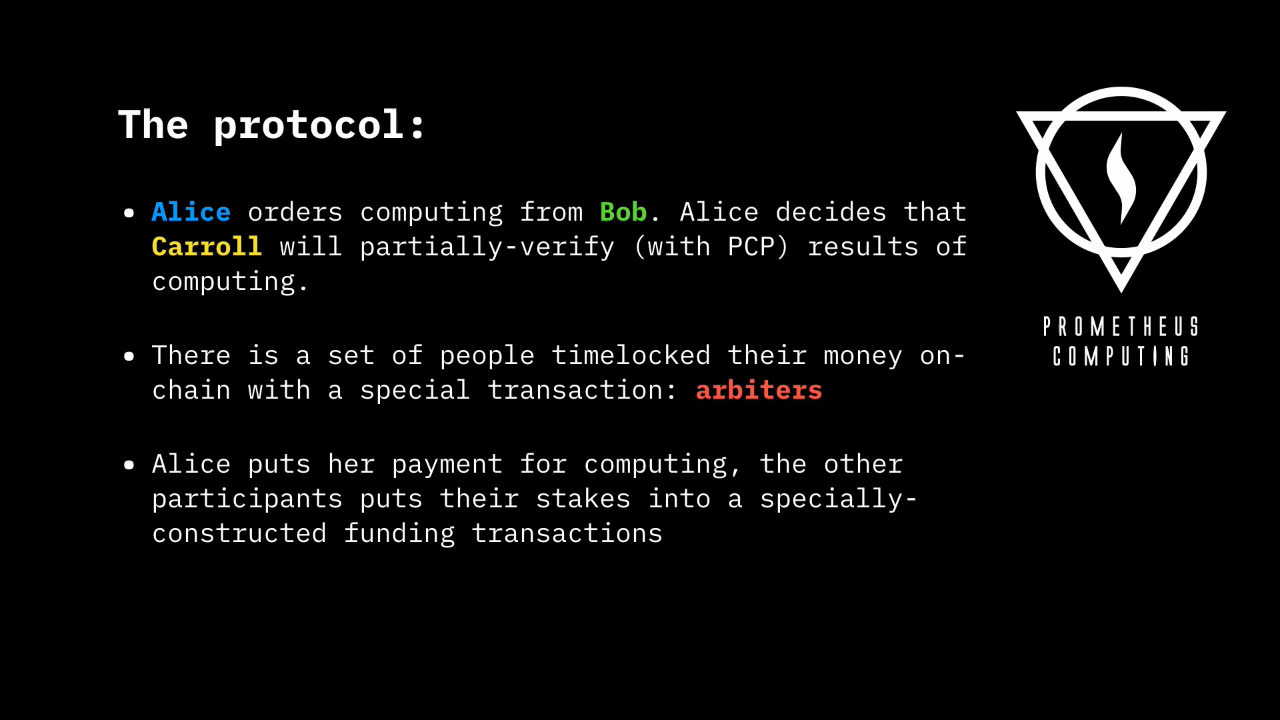 The protocol:
• Alice orders computing from Bob. Alice decides that
Carroll will partially-verify (with PCP) results of
computing.
• There is a set of people timelocked their money on-
chain with a special transaction: arbiters
• Alice puts her payment for computing, the other
participants puts their stakes into a specially-
constructed funding transactions
PROMETHEUS
COMPUTING